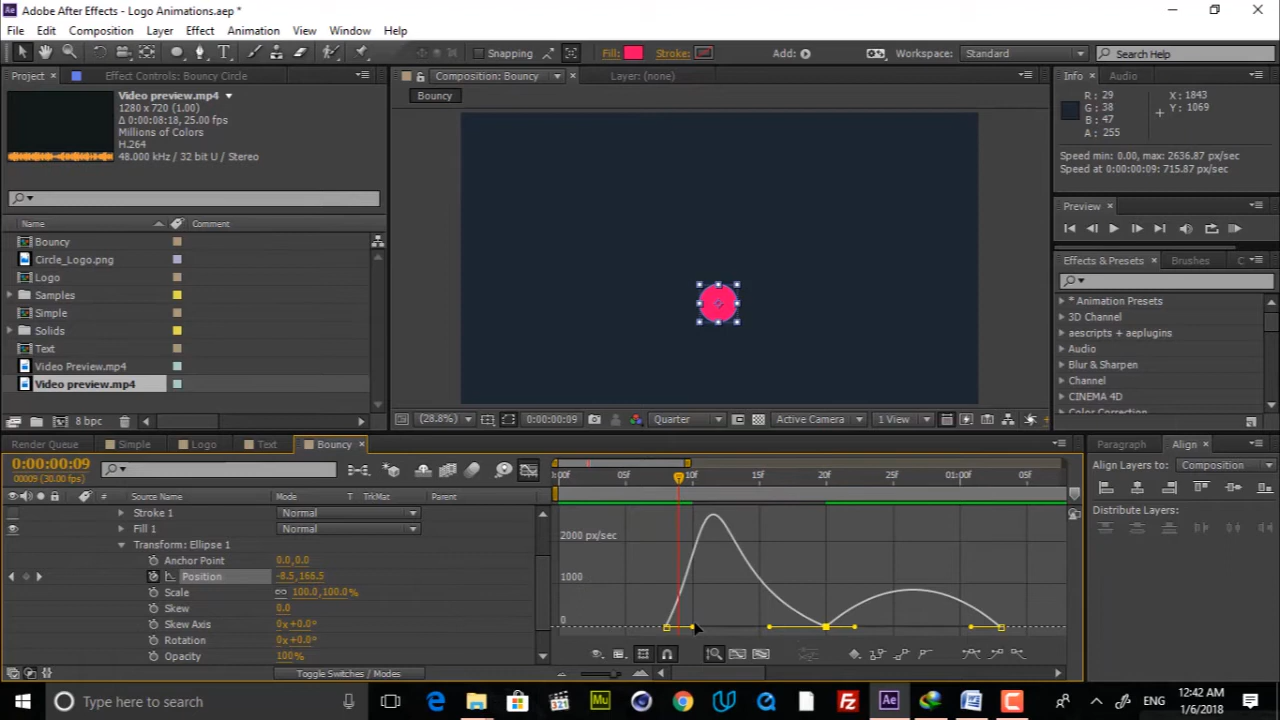 Adobe After Effects - Logo Animations.aep *
File Edit Composition Layer Effect Animation View Window Help
Snapping Fill: Stroke: Add: Workspace: Standard Search Help
Project Effect Controls: Bouncy Circle
Video preview.mp4
1280 x 720 (1.00)
Δ 0:00:08:18, 25.00 fps
Millions of Colors
H.264
48.000 kHz / 32 bit U / Stereo
Name Comment
Bouncy
Circle_Logo.png
Logo
Samples
Simple
Solids
Text
Video Preview.mp4
Video preview.mp4
8 bpc
Composition: Bouncy Layer: (none)
Bouncy
(28.8%) 0:00:00:09 Quarter Active Camera 1 View
Info Audio
R: 29 X: 1843
G: 38 Y: 1069
B: 47
A: 255
Speed min: 0.00, max: 2636.87 px/sec
Speed at 0:00:00:09: 715.87 px/sec
Preview
Effects & Presets Brushes C
* Animation Presets
3D Channel
aescripts + aeplugins
Audio
Blur & Sharpen
Channel
CINEMA 4D
Color Correction
Render Queue Simple Logo Text Bouncy
0:00:00:09
00009 (30.00 fps)
# Source Name Mode T TrkMat Parent
Stroke 1 Normal
Fill 1 Normal
Transform: Ellipse 1
Anchor Point 0.0,0.0
Position -8.5,166.5
Scale 100.0,100.0%
Skew 0.0
Skew Axis 0x+0.0°
Rotation 0x+0.0°
Opacity 100%
Toggle Switches / Modes
:00f 05f 10f 15f 20f 25f 01:00f 05f
2000 px/sec
1000
0
Paragraph Align
Align Layers to: Composition
Distribute Layers:
Type here to search
ENG
12:42 AM
1/6/2018